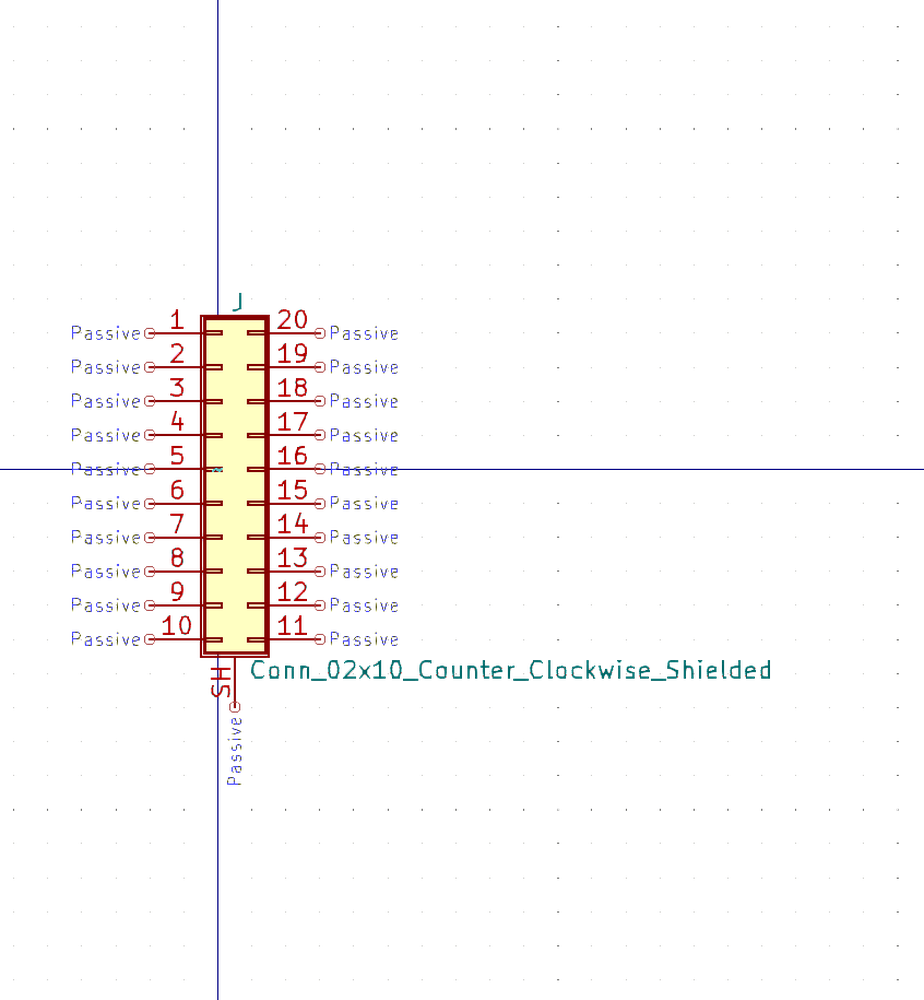 J
Passive 1 20 Passive
Passive 2 19 Passive
Passive 3 18 Passive
Passive 4 17 Passive
Passive 5 16 Passive
Passive 6 15 Passive
Passive 7 14 Passive
Passive 8 13 Passive
Passive 9 12 Passive
Passive 10 11 Passive
SH
Conn_02x10_Counter_Clockwise_Shielded
Passive